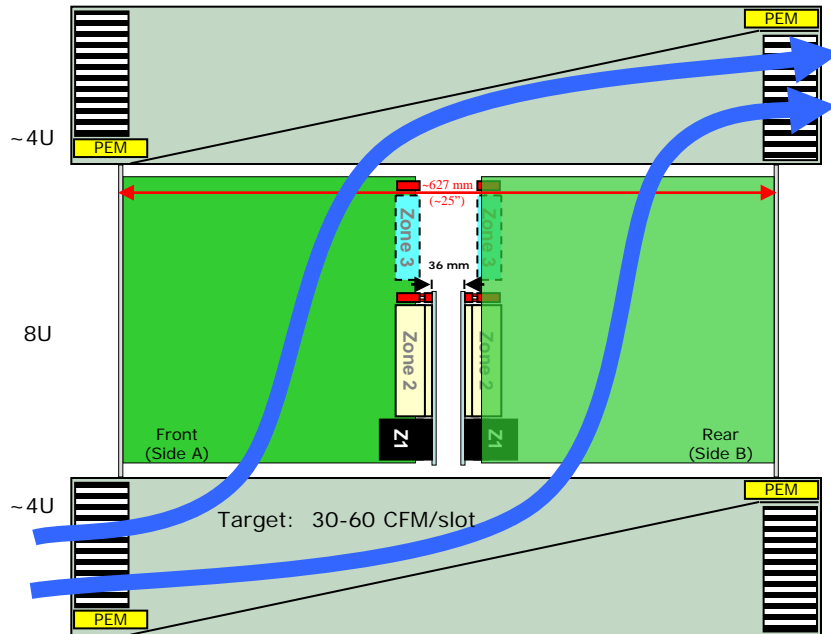 PEM
~4U
PEM
~627 mm
(~25")
Zone 3
Zone 3
36 mm
8U
Zone 2
Zone 2
Front
(Side A)
Z1
Z1
Rear
(Side B)
~4U
PEM
Target: 30-60 CFM/slot
PEM